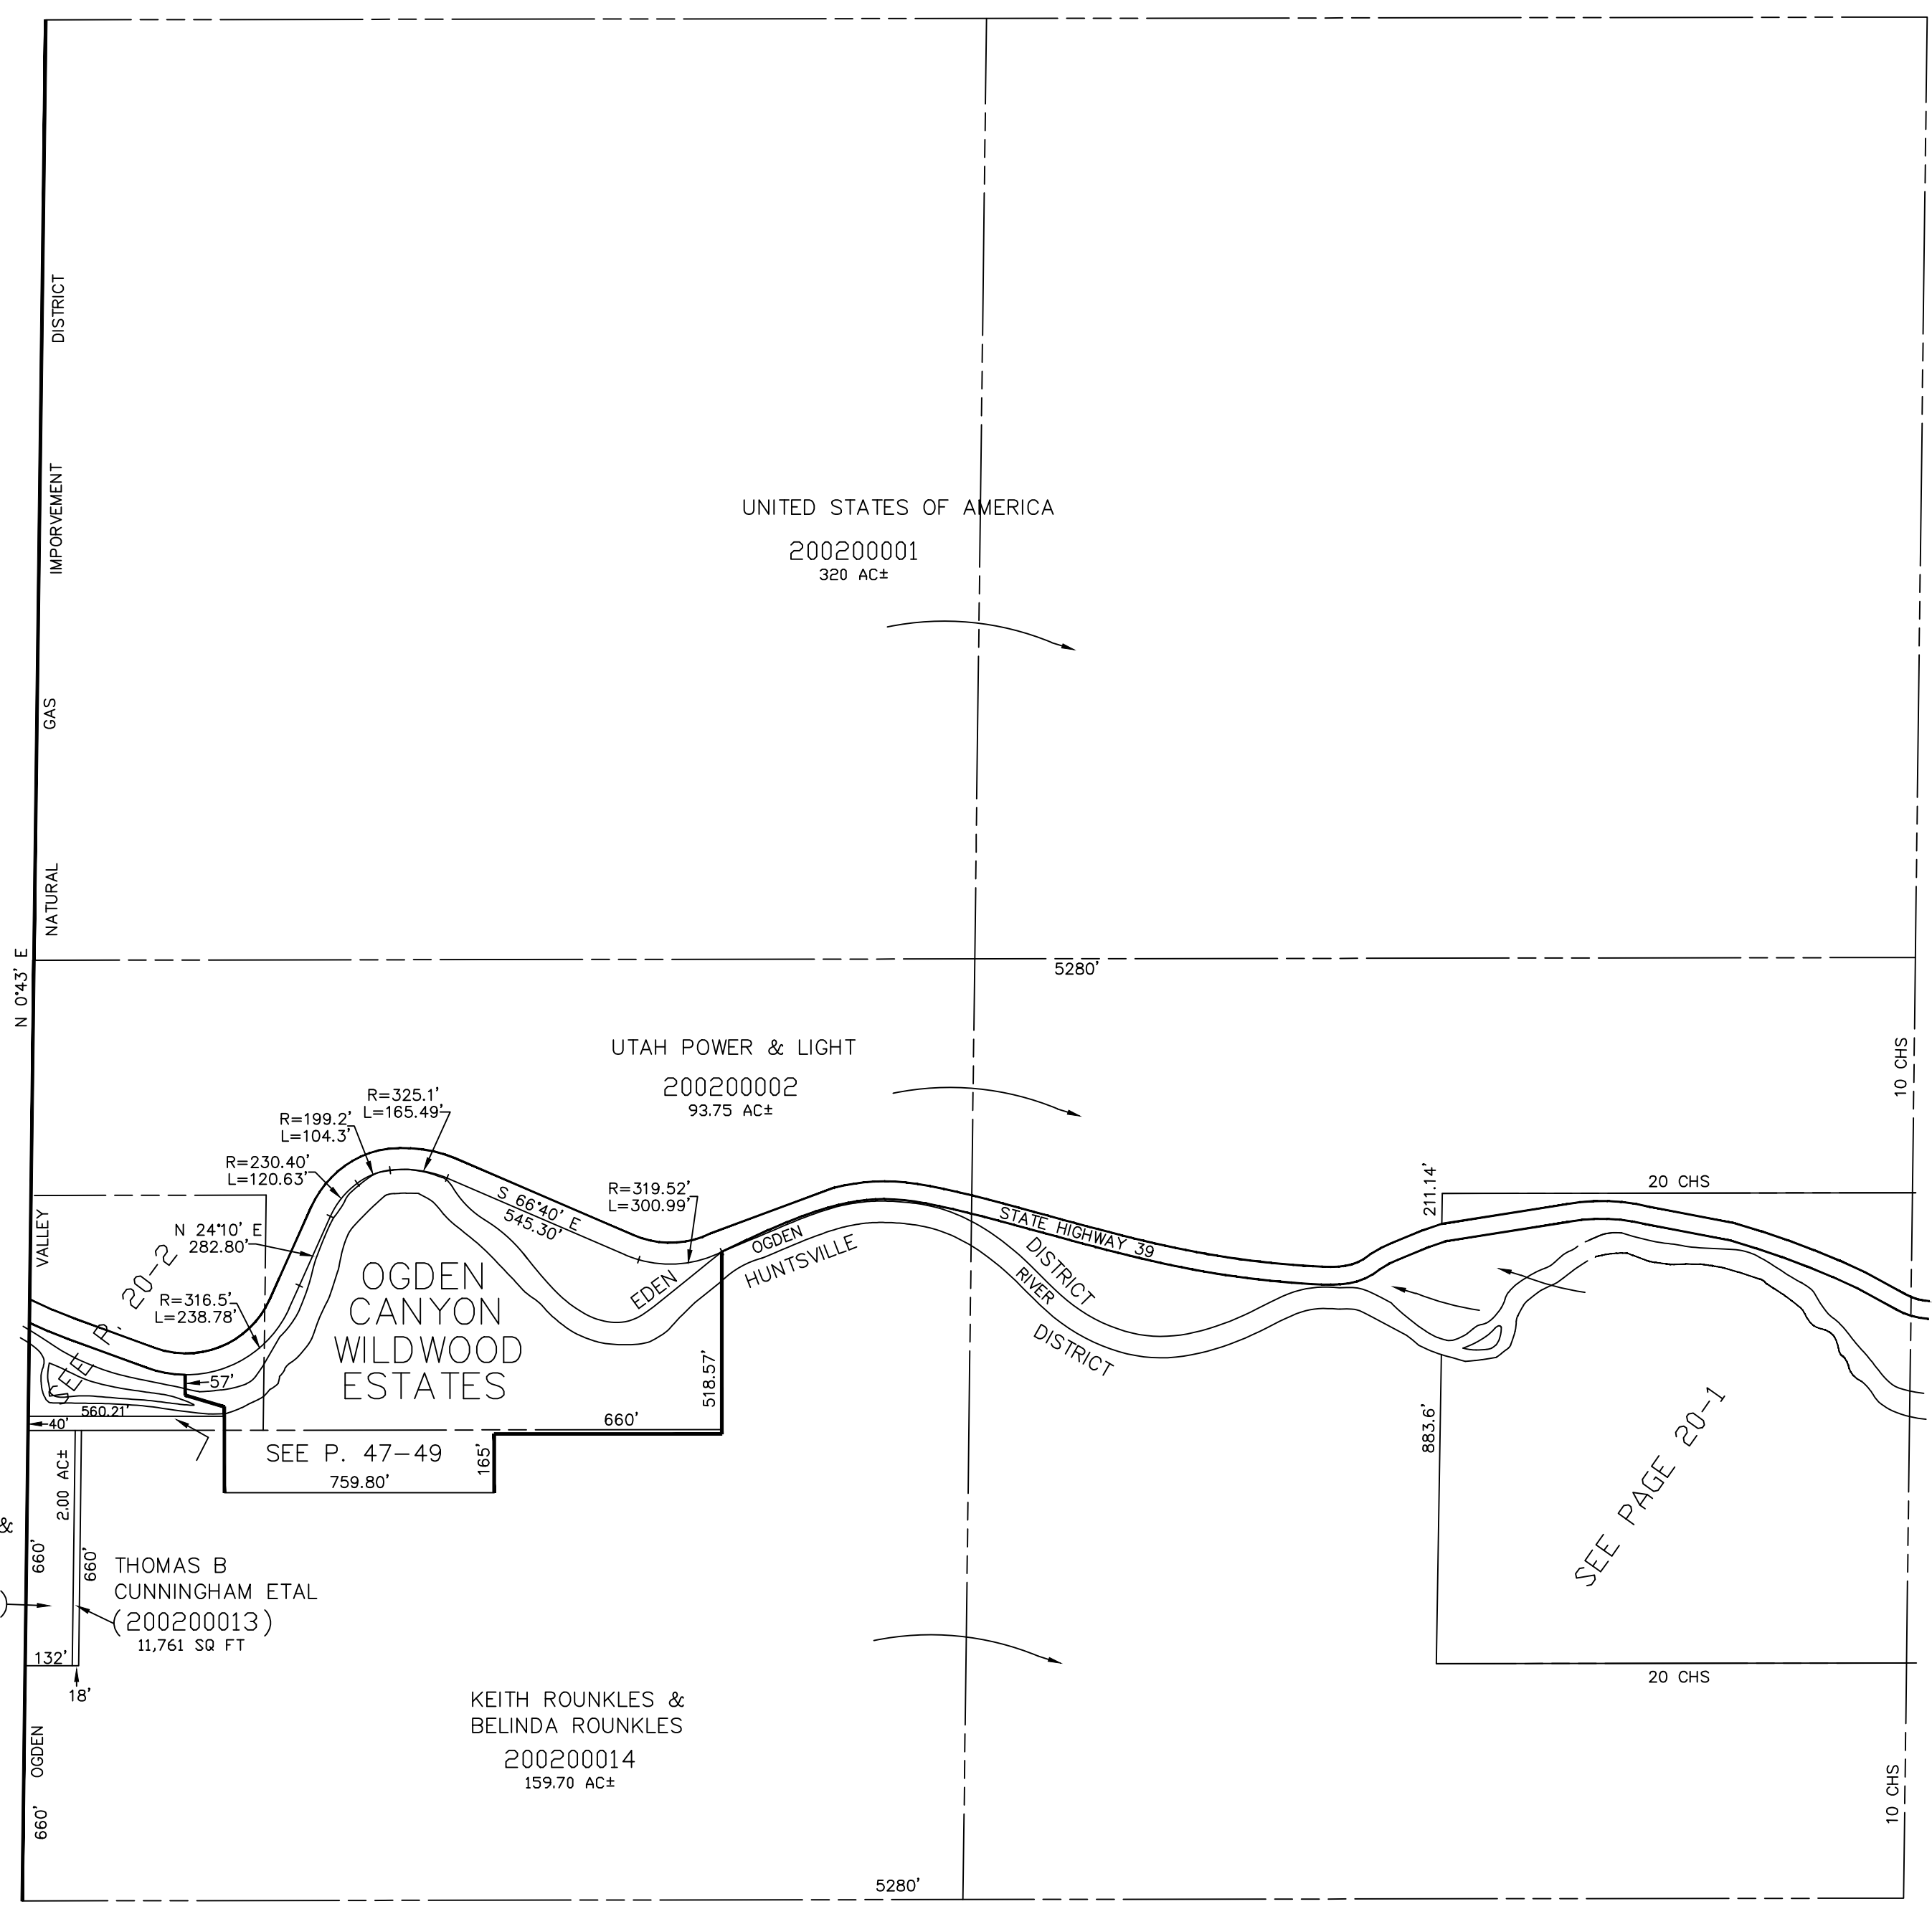 DISTRICT
IMPORVEMENT
GAS
NATURAL
VALLEY
OGDEN
N 0°43' E
UNITED STATES OF AMERICA
200200001
320 AC±
5280'
10 CHS
UTAH POWER & LIGHT
200200002
93.75 AC±
R=325.1'
L=165.49'
R=199.2'
L=104.3'
R=230.40'
L=120.63'
N 24°10' E
282.80'
R=316.5'
L=238.78'
S 66°40' E
545.30'
R=319.52'
L=300.99'
SEE P. 20-2
OGDEN
CANYON
WILDWOOD
ESTATES
EDEN
HUNTSVILLE
OGDEN
RIVER
DISTRICT
DISTRICT
STATE HIGHWAY 39
211.14'
20 CHS
883.6'
SEE PAGE 20-1
20 CHS
10 CHS
57'
560.21'
40'
518.57'
660'
165'
SEE P. 47-49
759.80'
2.00 AC±
&
660'
660'
)
THOMAS B
CUNNINGHAM ETAL
(200200013)
11,761 SQ FT
132'
18'
KEITH ROUNKLES &
BELINDA ROUNKLES
200200014
159.70 AC±
660'
5280'